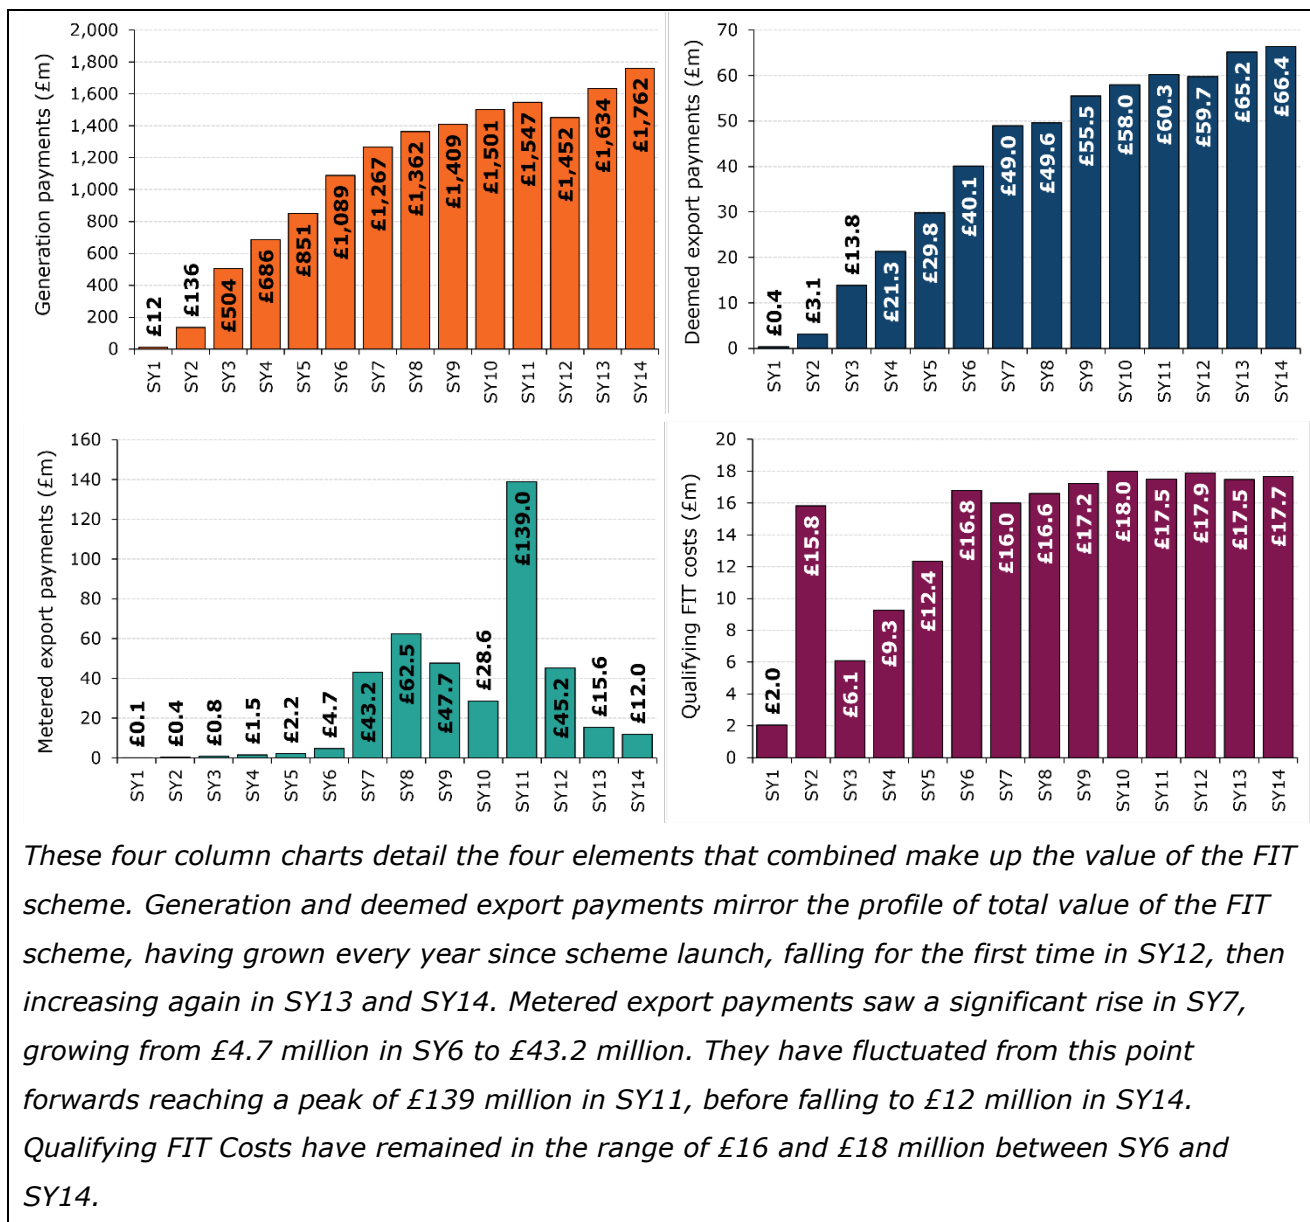 Generation payments (£m)
2,000
1,800
1,600
1,400
1,200
1,000
800
600
400
200
0
£12
£136
£504
£686
£851
£1,089
£1,267
£1,362
£1,409
£1,501
£1,547
£1,452
£1,634
£1,762
SY1
SY2
SY3
SY4
SY5
SY6
SY7
SY8
SY9
SY10
SY11
SY12
SY13
SY14
Deemed export payments (£m)
70
60
50
40
30
20
10
0
£0.4
£3.1
£13.8
£21.3
£29.8
£40.1
£49.0
£49.6
£55.5
£58.0
£60.3
£59.7
£65.2
£66.4
SY1
SY2
SY3
SY4
SY5
SY6
SY7
SY8
SY9
SY10
SY11
SY12
SY13
SY14
Metered export payments (£m)
160
140
120
100
80
60
40
20
0
£0.1
£0.4
£0.8
£1.5
£2.2
£4.7
£43.2
£62.5
£47.7
£28.6
£139.0
£45.2
£15.6
£12.0
SY1
SY2
SY3
SY4
SY5
SY6
SY7
SY8
SY9
SY10
SY11
SY12
SY13
SY14
Qualifying FIT costs (£m)
20
18
16
14
12
10
8
6
4
2
0
£2.0
£15.8
£6.1
£9.3
£12.4
£16.8
£16.0
£16.6
£17.2
£18.0
£17.5
£17.9
£17.5
£17.7
SY1
SY2
SY3
SY4
SY5
SY6
SY7
SY8
SY9
SY10
SY11
SY12
SY13
SY14
These four column charts detail the four elements that combined make up the value of the FIT
scheme. Generation and deemed export payments mirror the profile of total value of the FIT
scheme, having grown every year since scheme launch, falling for the first time in SY12, then
increasing again in SY13 and SY14. Metered export payments saw a significant rise in SY7,
growing from £4.7 million in SY6 to £43.2 million. They have fluctuated from this point
forwards reaching a peak of £139 million in SY11, before falling to £12 million in SY14.
Qualifying FIT Costs have remained in the range of £16 and £18 million between SY6 and
SY14.